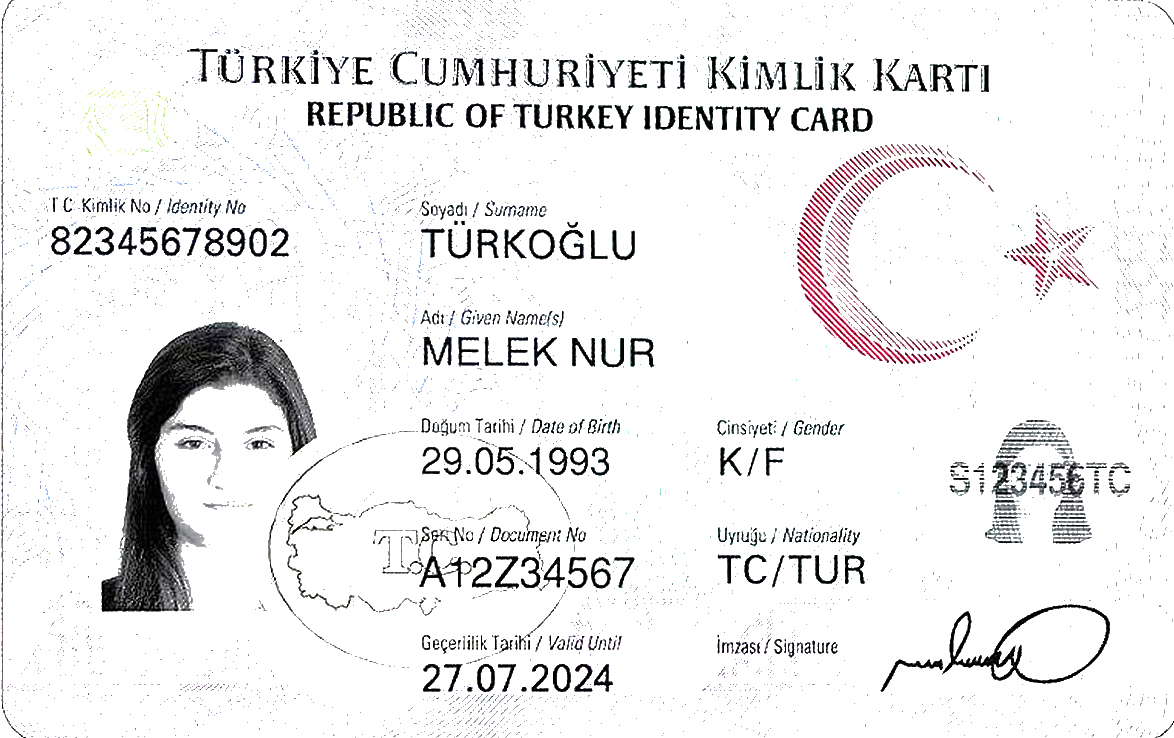 TÜRKİYE CUMHURİYETİ KİMLİK KARTI
REPUBLIC OF TURKEY IDENTITY CARD
T.C. Kimlik No / Identity No
82345678902
Soyadı / Surname
TÜRKOĞLU
Adı / Given Name(s)
MELEK NUR
Doğum Tarihi / Date of Birth
29.05.1993
Cinsiyeti / Gender
K/F
S123456TC
Seri No / Document No
A12Z34567
T.C.
Uyruğu / Nationality
TC/TUR
Geçerlilik Tarihi / Valid Until
27.07.2024
İmzası / Signature